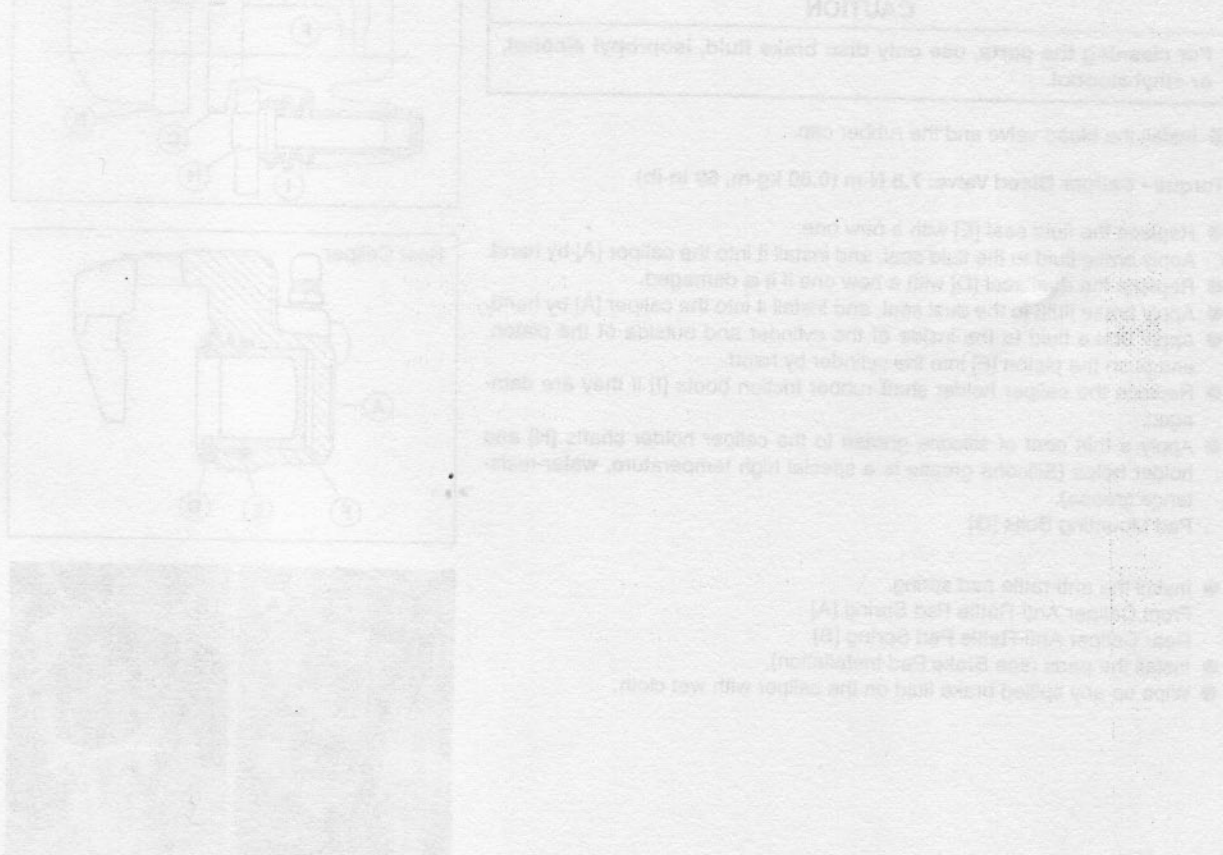 CAUTION
For cleaning the parts, use only disc brake fluid, isopropyl alcohol,
or ethyl alcohol.
Install the bleed valve and the rubber cap.
Torque - Caliper Bleed Valve: 7.8 N-m (0.80 kg-m, 69 in-lb)
Replace the fluid seal [E] with a new one.
Apply brake fluid to the fluid seal, and install it into the caliper [A] by hand.
Replace the dust seal [D] with a new one if it is damaged.
Apply brake fluid to the dust seal, and install it into the caliper [A] by hand.
Apply brake fluid to the inside of the cylinder and outside of the piston
and push the piston [F] into the cylinder by hand.
Replace the caliper holder shaft rubber friction boots [I] if they are dam-
aged.
Apply a thin coat of silicone grease to the caliper holder shafts [H] and
holder holes (Silicone grease is a special high temperature, water-resis-
tance grease).
Pad Mounting Bolts [G]
Install the anti-rattle pad spring.
Front Caliper Anti-Rattle Pad Spring [A]
Rear Caliper Anti-Rattle Pad Spring [B]
Install the pads (see Brake Pad Installation).
Wipe up any spilled brake fluid on the caliper with wet cloth.
Rear Caliper
A
D
E
F